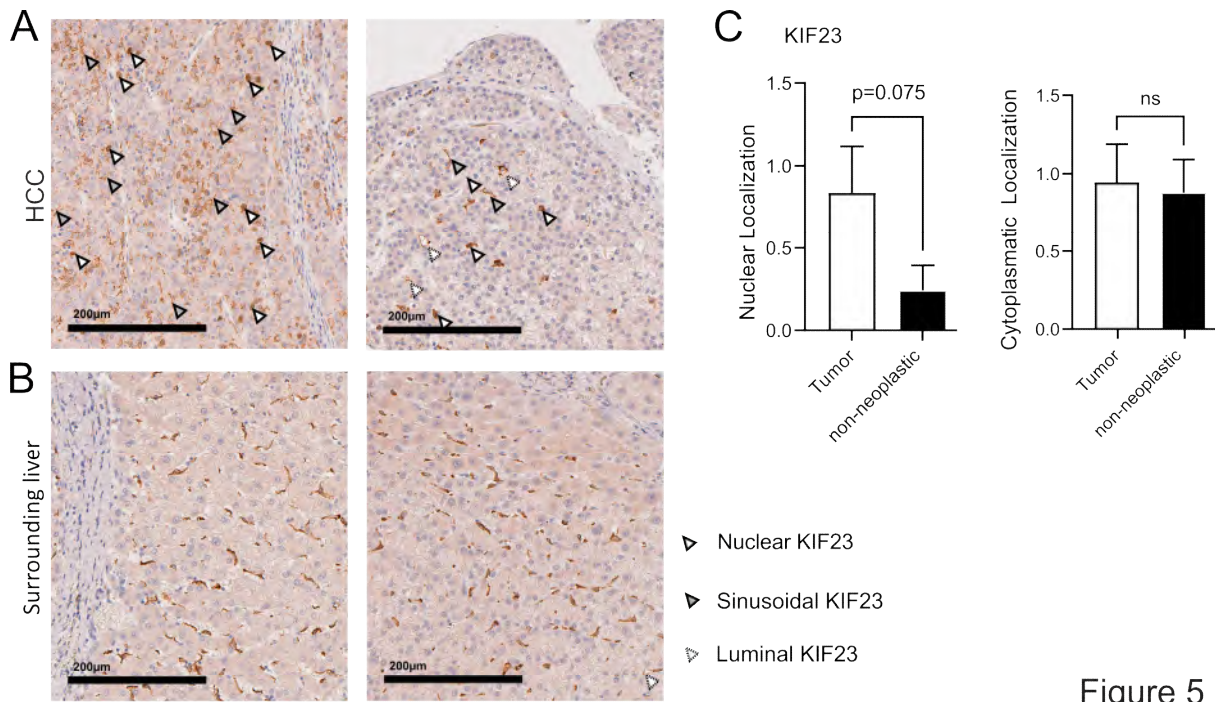 A
HCC
200µm
200µm
B
Surrounding liver
200µm
200µm
C
KIF23
Nuclear Localization
1.5
1.0
0.5
0.0
p=0.075
Tumor
non-neoplastic
Cytoplasmatic Localization
1.5
1.0
0.5
0.0
ns
Tumor
non-neoplastic
Nuclear KIF23
Sinusoidal KIF23
Luminal KIF23
Figure 5